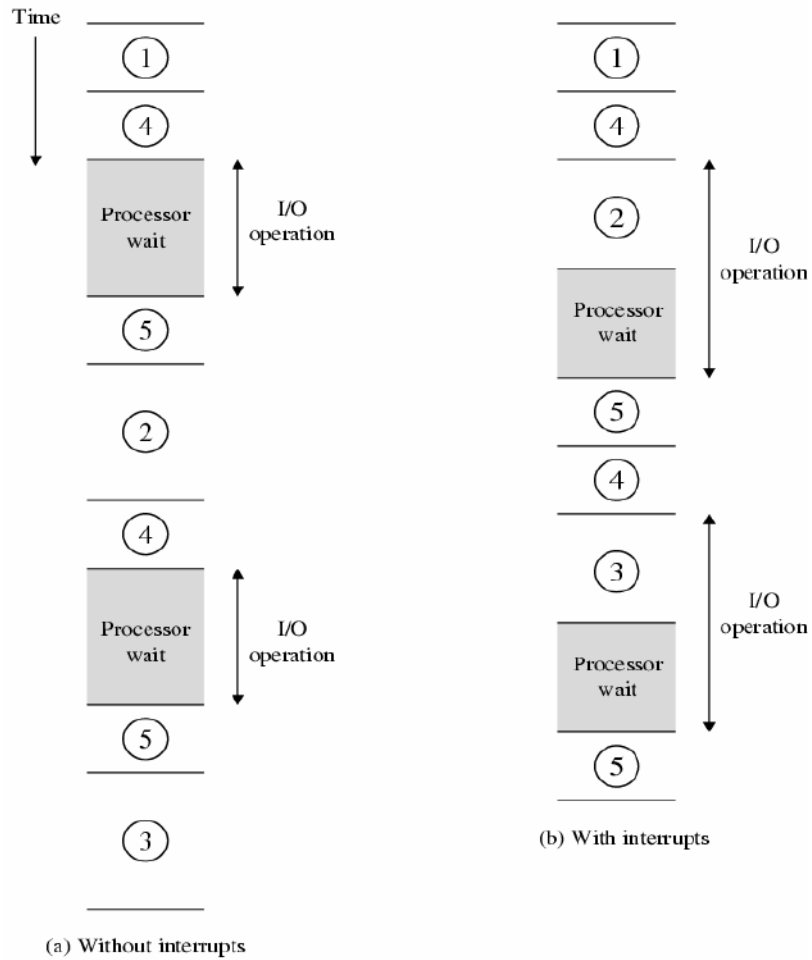 Time
1
4
Processor
wait
I/O
operation
5
2
4
Processor
wait
I/O
operation
5
3
(a) Without interrupts
1
4
2
I/O
operation
Processor
wait
5
4
3
I/O
operation
Processor
wait
5
(b) With interrupts